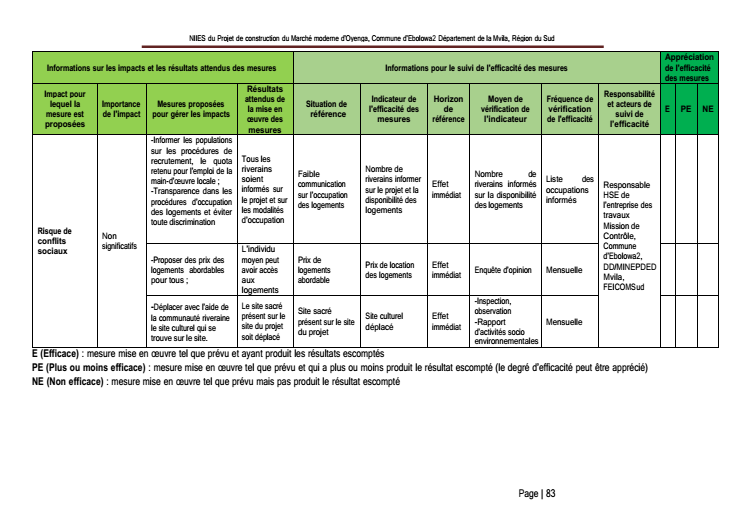 NIIES du Projet de construction du Marché moderne d'Oyenga, Commune d'Ebolowa2 Département de la Mvila, Région du Sud
Informations sur les impacts et les résultats attendus des mesures
Informations pour le suivi de l'efficacité des mesures
Appréciation
de l'efficacité
des mesures
Impact pour
lequel la
mesure est
proposées
Importance
de l'impact
Mesures proposées
pour gérer les impacts
Résultats
attendus de
la mise en
œuvre des
mesures
Situation de
référence
Indicateur de
l'efficacité des
mesures
Horizon
de
référence
Moyen de
vérification de
l'indicateur
Fréquence de
vérification
de l'efficacité
Responsabilité
et acteurs de
suivi de
l'efficacité
E
PE
NE
Risque de
conflits
sociaux
Non
significatifs
-Informer les populations
sur les procédures de
recrutement, le quota
retenu pour l'emploi de la
main-d'œuvre locale ;
-Transparence dans les
procédures d'occupation
des logements et éviter
toute discrimination
Tous les
riverains
soient
informés sur
le projet et sur
les modalités
d'occupation
Faible
communication
sur l'occupation
des logements
Nombre de
riverains informer
sur le projet et la
disponibilité des
logements
Effet
immédiat
Nombre de
riverains informés
sur la disponibilité
des logements
Liste des
occupations
informés
Responsable
HSE de
l'entreprise des
travaux
Mission de
Contrôle,
Commune
d'Ebolowa2,
DD/MINEPDED
Mvila,
FEICOMSud
-Proposer des prix des
logements abordables
pour tous ;
L'individu
moyen peut
avoir accès
aux
logements
Prix de
logements
abordable
Prix de location
des logements
Effet
immédiat
Enquête d'opinion
Mensuelle
-Déplacer avec l'aide de
la communauté riveraine
le site culturel qui se
trouve sur le site.
Le site sacré
présent sur le
site du projet
soit déplacé
Site sacré
présent sur le site
du projet
Site culturel
déplacé
Effet
immédiat
-Inspection,
observation
-Rapport
d'activités socio
environnementales
Mensuelle
E (Efficace) : mesure mise en œuvre tel que prévu et ayant produit les résultats escomptés
PE (Plus ou moins efficace) : mesure mise en œuvre tel que prévu et qui a plus ou moins produit le résultat escompté (le degré d'efficacité peut être apprécié)
NE (Non efficace) : mesure mise en œuvre tel que prévu mais pas produit le résultat escompté
Page | 83